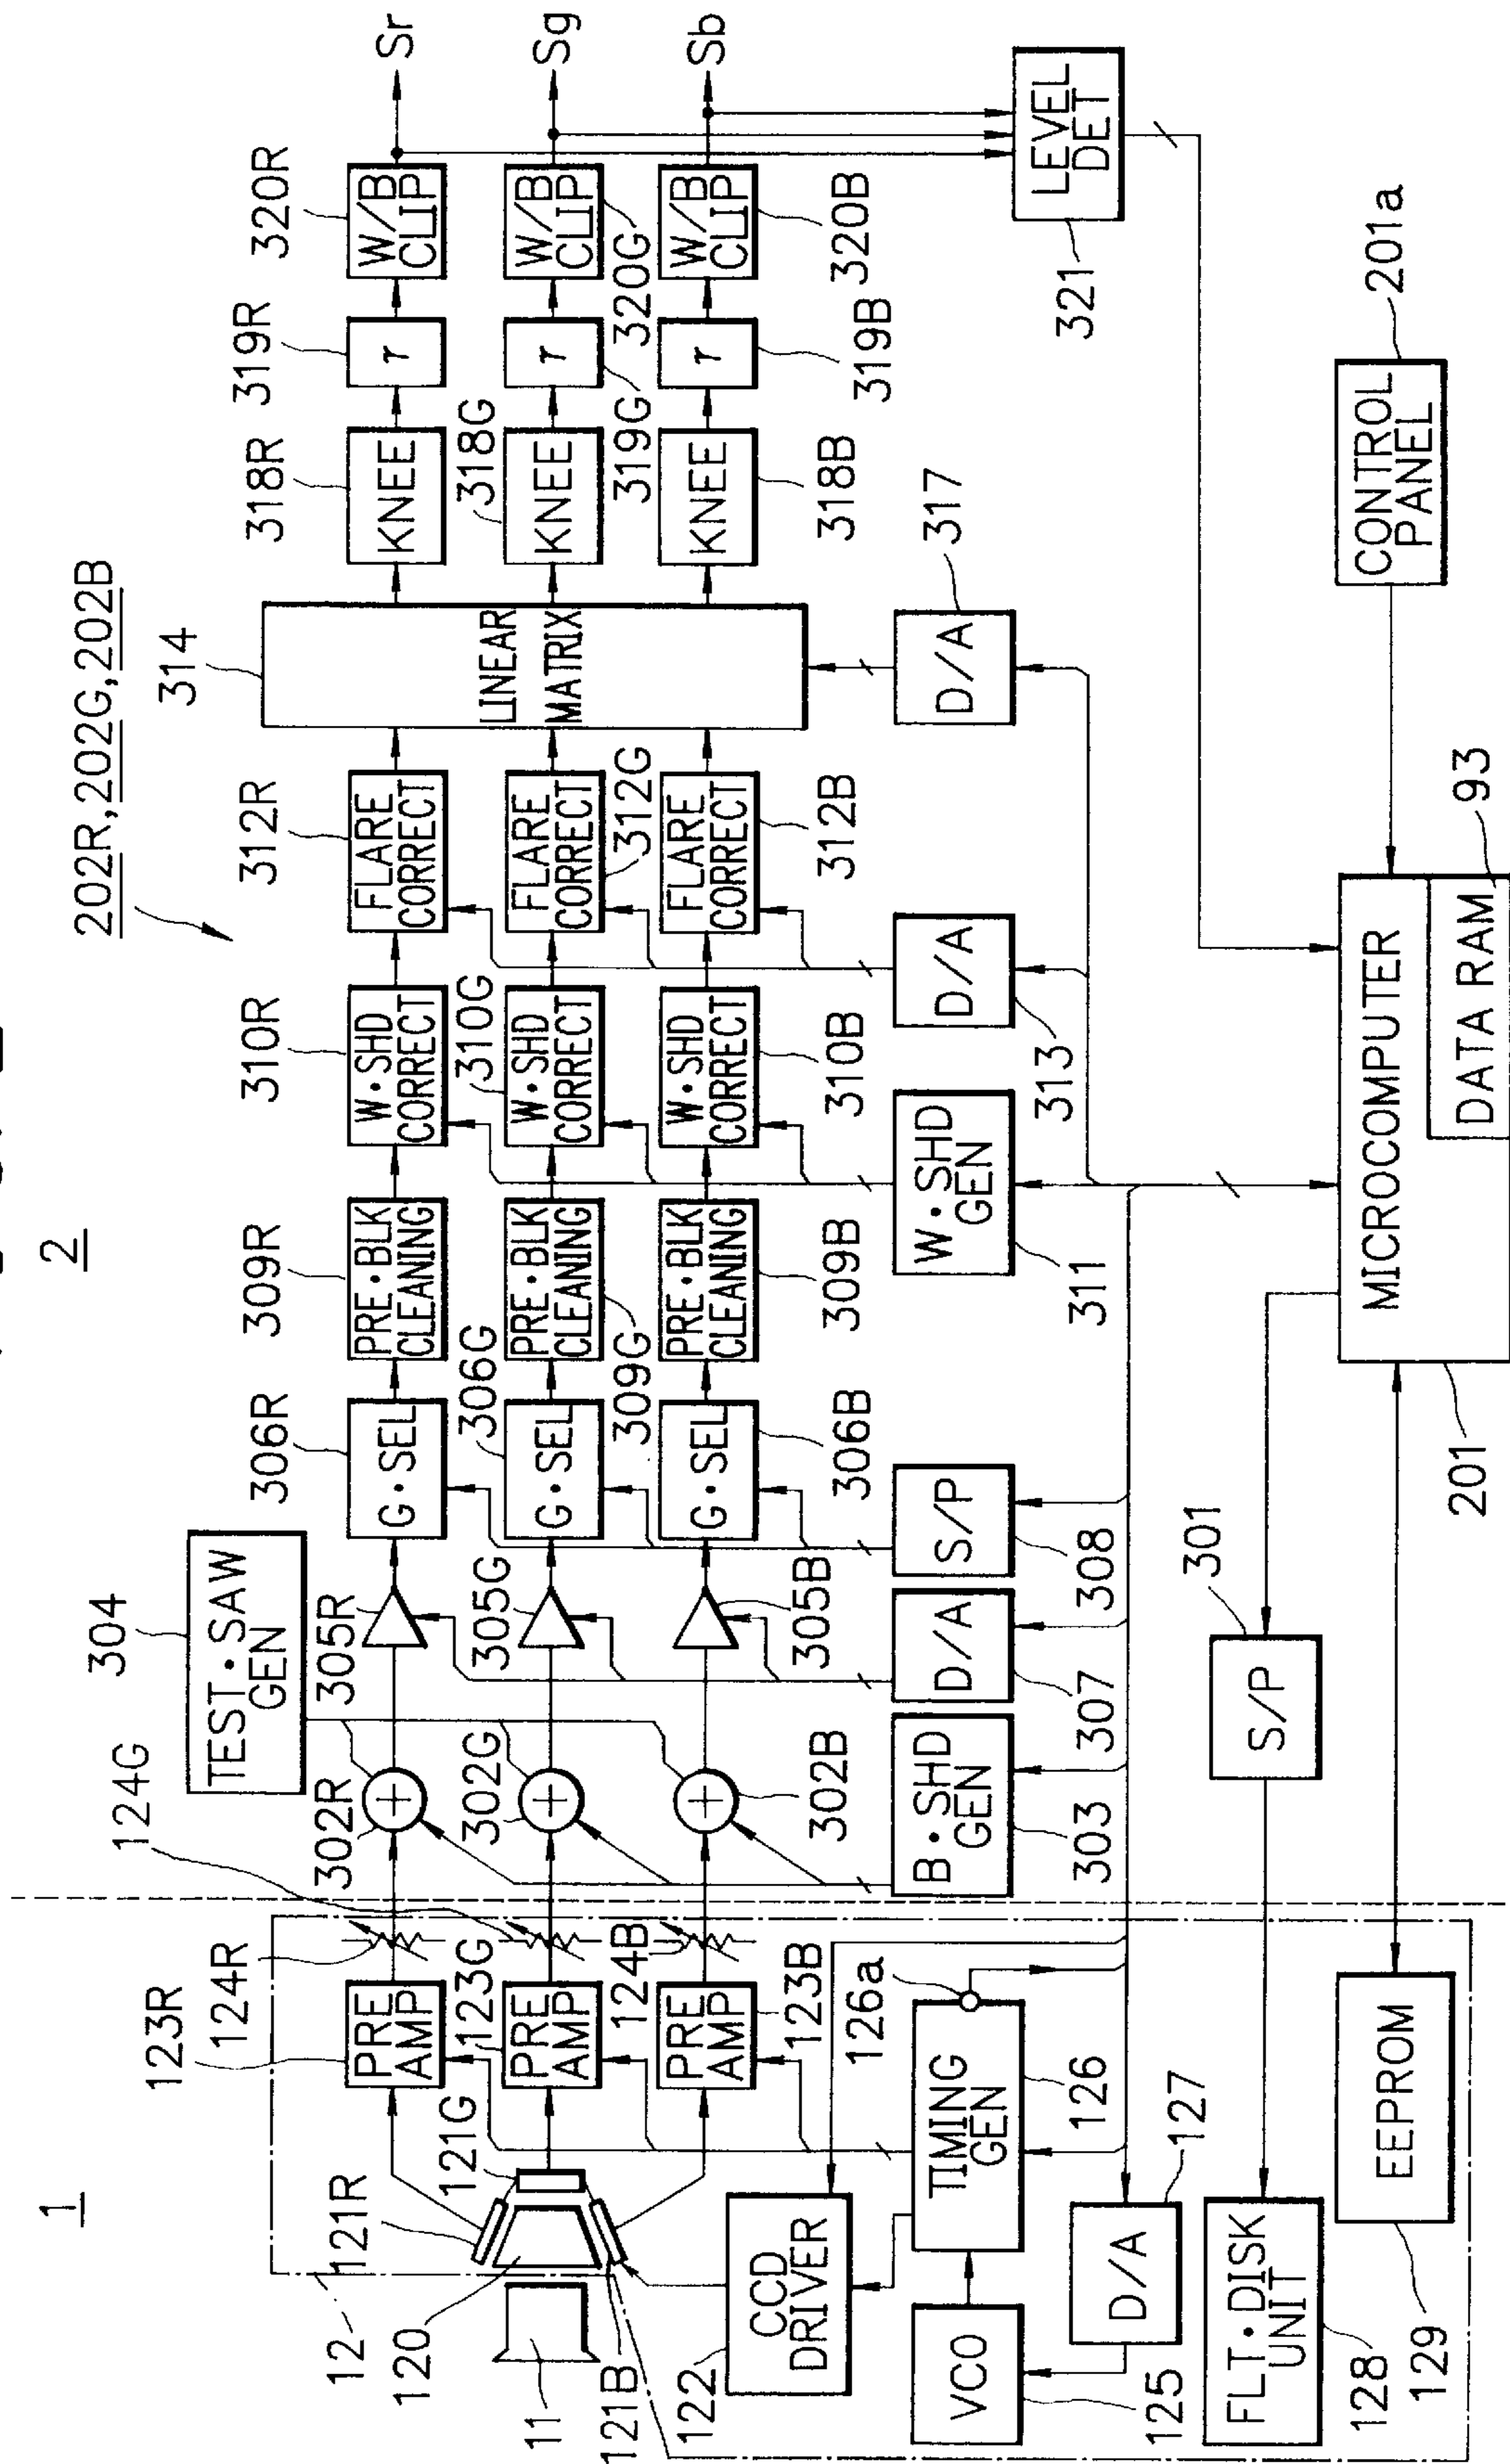 1
2
202R,202G,202B
12
11
120
121R
121G
121B
123R
PRE
AMP
124R
123G
PRE
AMP
124G
123B
PRE
AMP
124B
122
CCD
DRIVER
125
VCO
126
TIMING
GEN
126a
127
D/A
128
FLT·DISK
UNIT
129
EEPROM
304
TEST·SAW
GEN
302R
302G
302B
303
B·SHD
GEN
305R
305G
305B
307
D/A
306R
G·SEL
306G
G·SEL
306B
G·SEL
308
S/P
301
S/P
309R
PRE·BLK
CLEANING
309G
PRE·BLK
CLEANING
309B
PRE·BLK
CLEANING
310R
W·SHD
CORRECT
310G
W·SHD
CORRECT
310B
W·SHD
CORRECT
311
W·SHD
GEN
312R
FLARE
CORRECT
312G
FLARE
CORRECT
312B
FLARE
CORRECT
313
D/A
314
LINEAR
MATRIX
317
D/A
318R
KNEE
318G
KNEE
318B
KNEE
319R
γ
319G
γ
319B
γ
320R
W/B
CLIP
320G
W/B
CLIP
320B
W/B
CLIP
Sr
Sg
Sb
321
LEVEL
DET
201
MICROCOMPUTER
DATA RAM
93
201a
CONTROL
PANEL